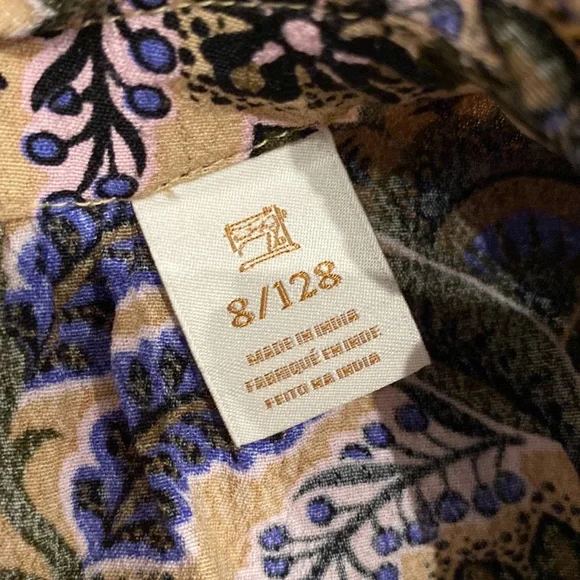 8/128
MADE IN INDIA
FABRIQUÉ EN INDE
FEITO NA INDIA